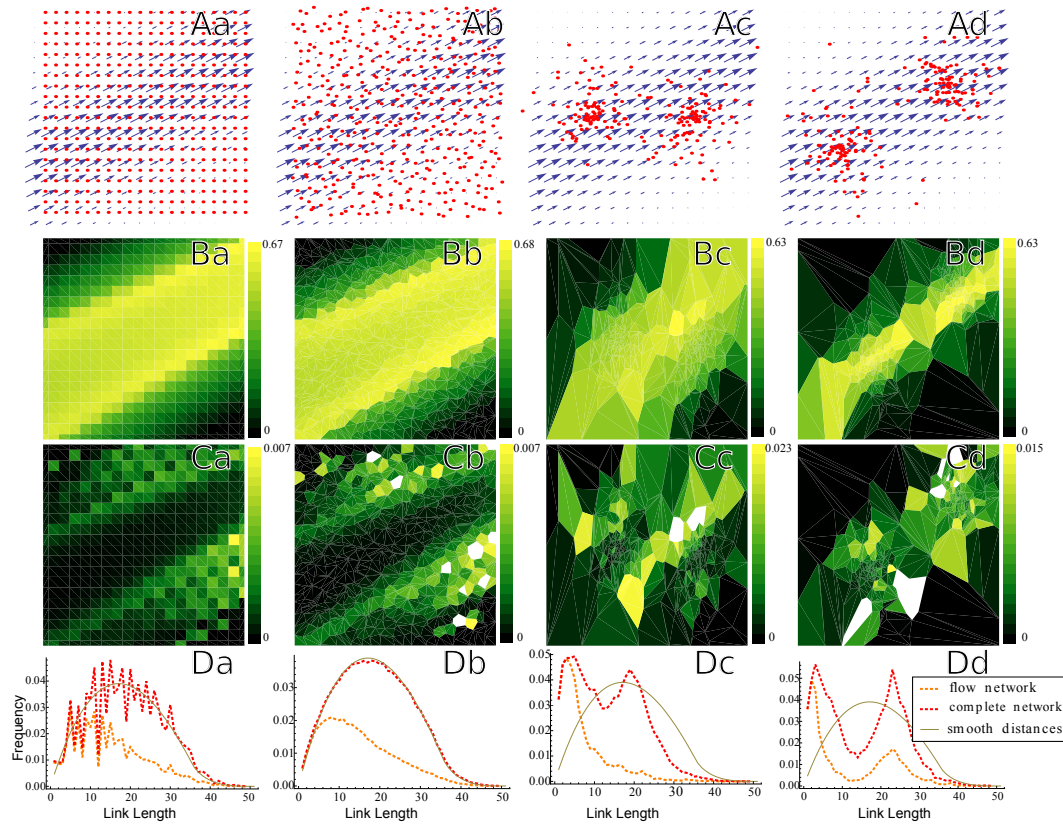 Aa
Ab
Ac
Ad
Ba
0.67
0
Bb
0.68
0
Bc
0.63
0
Bd
0.63
0
Ca
0.007
0
Cb
0.007
0
Cc
0.023
0
Cd
0.015
0
Da
Frequency
0.04
0.03
0.02
0.01
0.00
0
10
20
30
40
50
Link Length
Db
0.03
0.02
0.01
0.00
0
10
20
30
40
50
Link Length
Dc
0.05
0.04
0.03
0.02
0.01
0.00
0
10
20
30
40
50
Link Length
Dd
0.05
0.04
0.03
0.02
0.01
0.00
0
10
20
30
40
50
Link Length
flow network
complete network
smooth distances